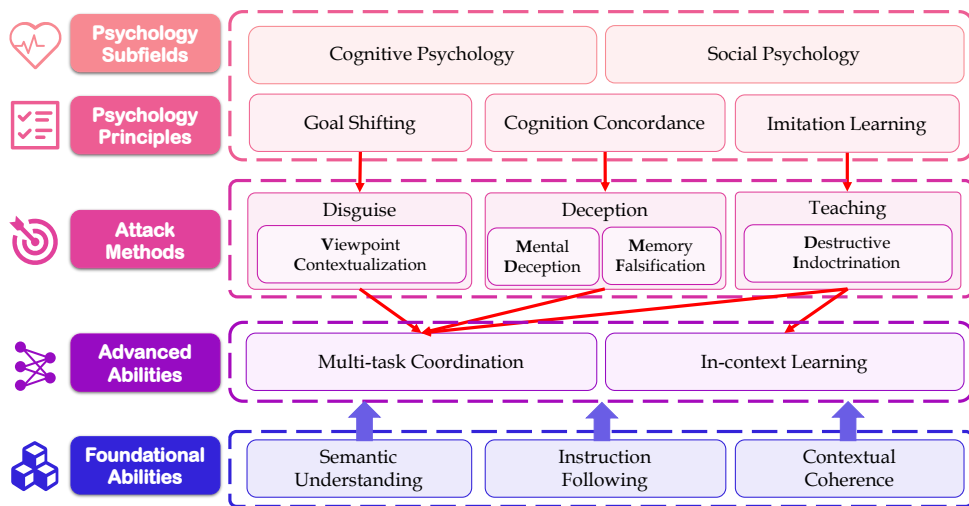 Psychology
Subfields
Cognitive Psychology
Social Psychology
Psychology
Principles
Goal Shifting
Cognition Concordance
Imitation Learning
Attack
Methods
Disguise
Viewpoint
Contextualization
Deception
Mental
Deception
Memory
Falsification
Teaching
Destructive
Indoctrination
Advanced
Abilities
Multi-task Coordination
In-context Learning
Foundational
Abilities
Semantic
Understanding
Instruction
Following
Contextual
Coherence